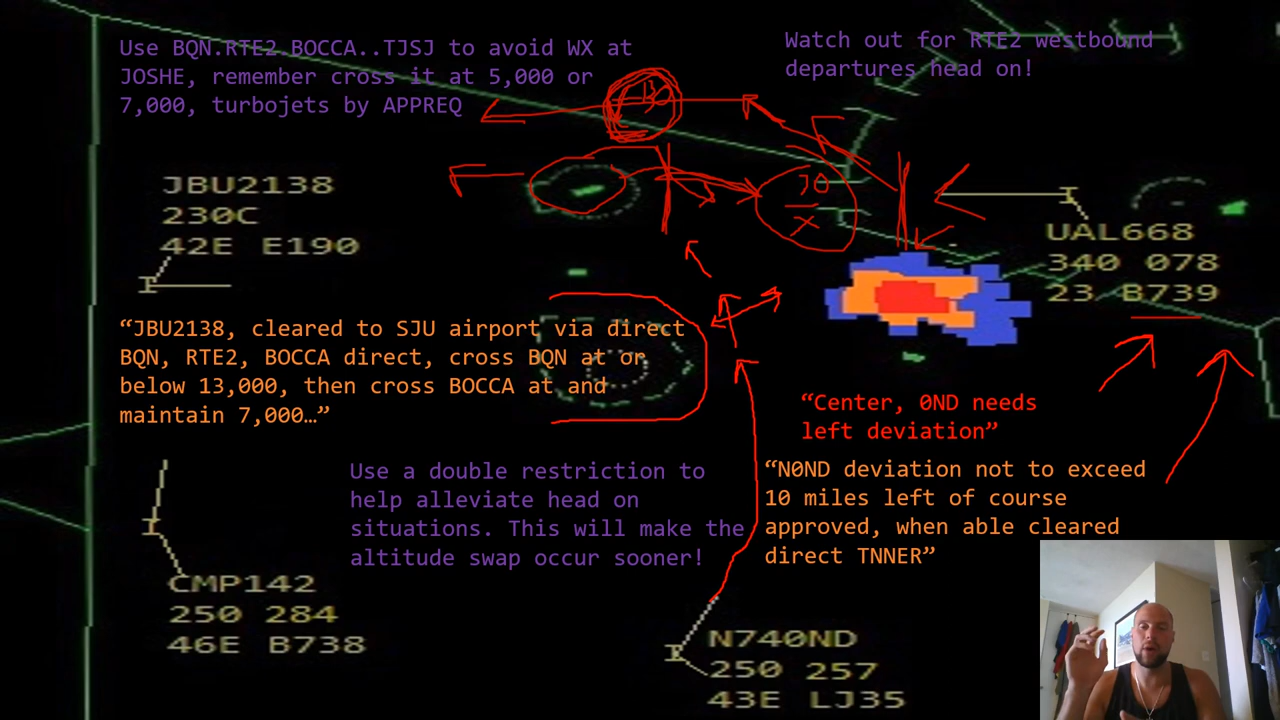 Use BQN.RTE2.BOCCA..TJSJ to avoid WX at
JOSHE, remember cross it at 5,000 or
7,000, turbojets by APPREQ
Watch out for RTE2 westbound
departures head on!
JBU2138
230C
42E E190
UAL668
340 078
23 B739
“JBU2138, cleared to SJU airport via direct
BQN, RTE2, BOCCA direct, cross BQN at or
below 13,000, then cross BOCCA at and
maintain 7,000…”
“Center, 0ND needs
left deviation”
Use a double restriction to
help alleviate head on
situations. This will make the
altitude swap occur sooner!
“N0ND deviation not to exceed
10 miles left of course
approved, when able cleared
direct TNNER”
CMP142
250 284
46E B738
N740ND
250 257
43E LJ35